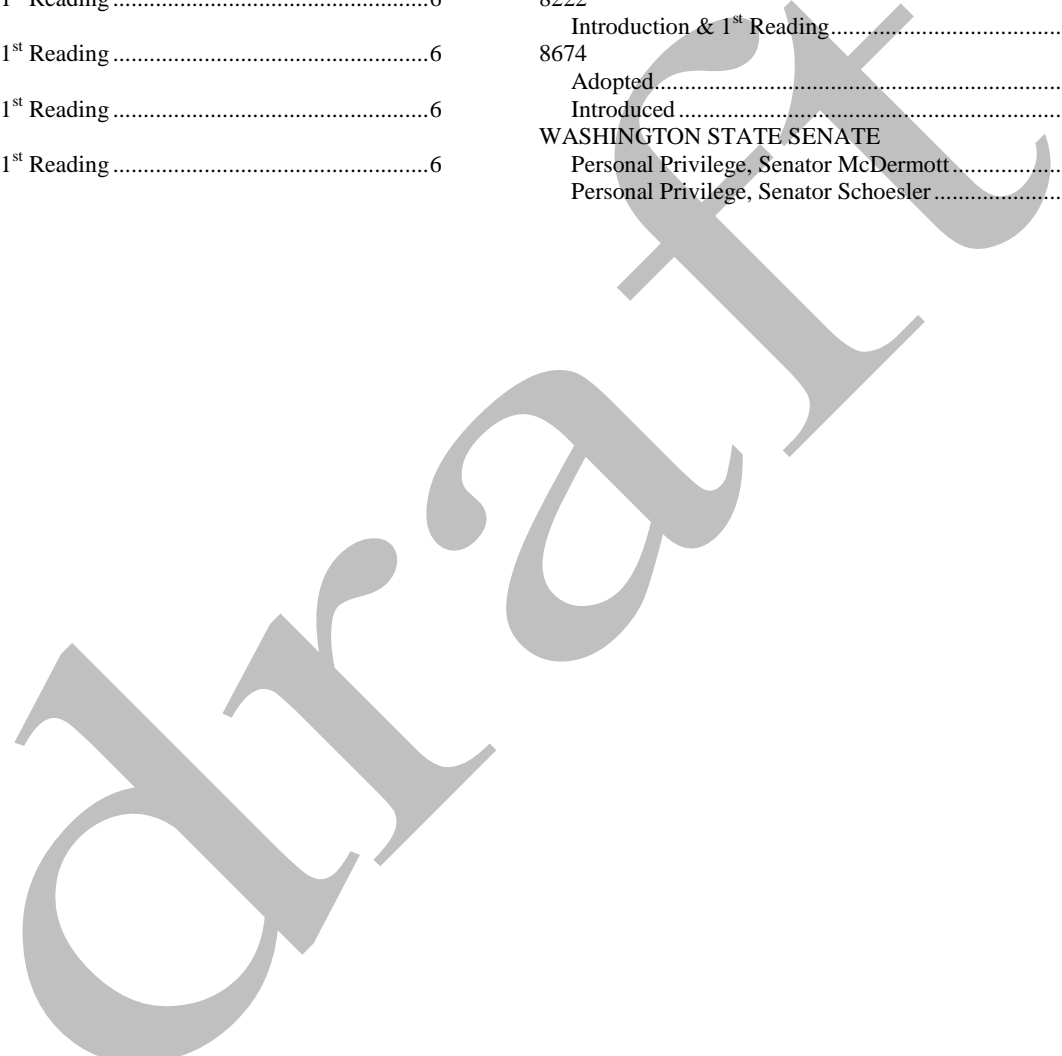 1st Reading ..........................................................6
1st Reading ..........................................................6
1st Reading ..........................................................6
1st Reading ..........................................................6
8222
Introduction & 1st Reading..........................................
8674
Adopted..........................................................................
Introduced ......................................................................
WASHINGTON STATE SENATE
Personal Privilege, Senator McDermott...................
Personal Privilege, Senator Schoesler ......................
draft